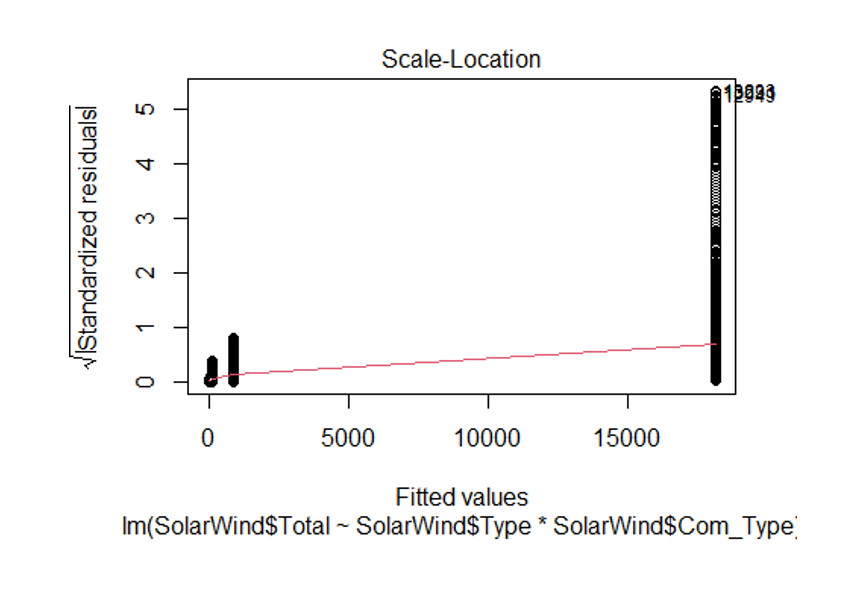 Scale-Location
√|Standardized residuals|
5
4
3
2
1
0
0 5000 10000 15000
Fitted values
lm(SolarWind$Total ~ SolarWind$Type * SolarWind$Com_Type)